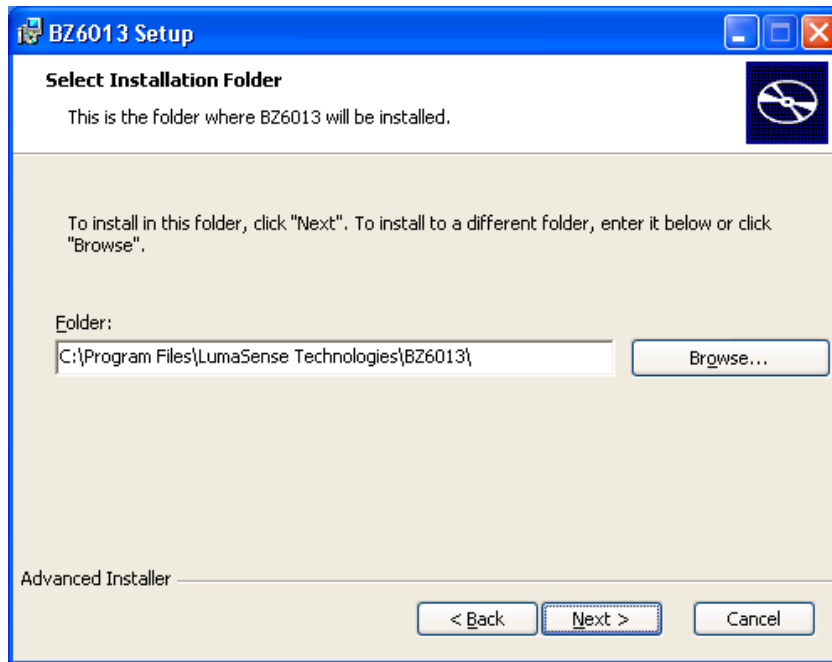 BZ6013 Setup
Select Installation Folder
This is the folder where BZ6013 will be installed.
To install in this folder, click "Next". To install to a different folder, enter it below or click
"Browse".
Folder:
C:\Program Files\LumaSense Technologies\BZ6013\
Browse...
Advanced Installer
< Back
Next >
Cancel